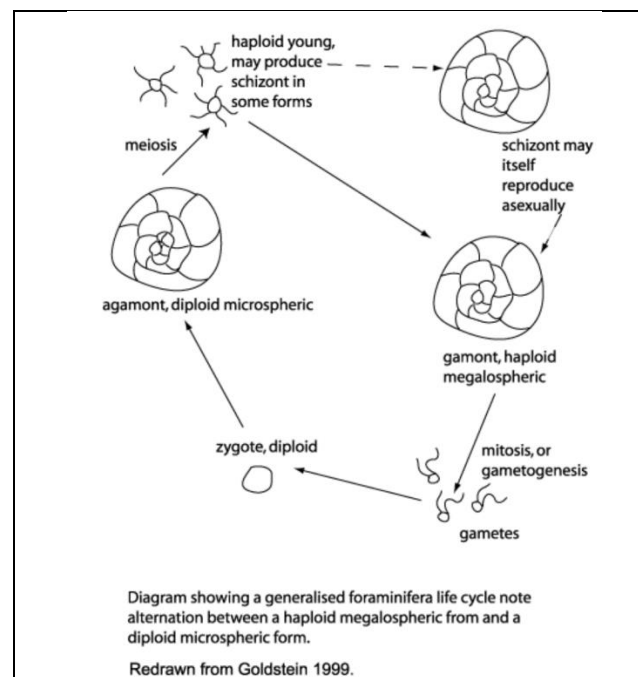 haploid young,
may produce
schizont in
some forms
schizont may
itself
reproduce
asexually
meiosis
agamont, diploid microspheric
gamont, haploid
megalospheric
mitosis, or
gametogenesis
gametes
zygote, diploid
Diagram showing a generalised foraminifera life cycle note
alternation between a haploid megalospheric from and a
diploid microspheric form.
Redrawn from Goldstein 1999.